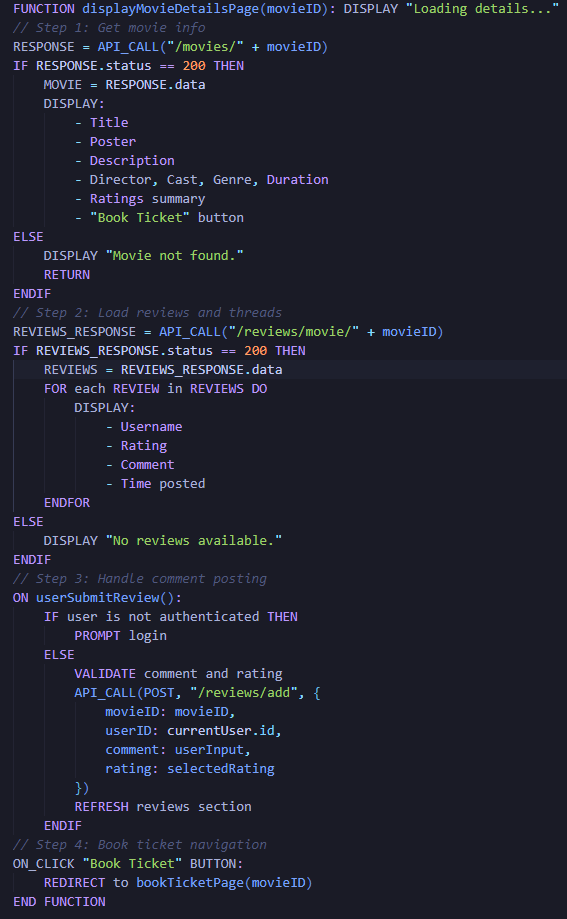 FUNCTION displayMovieDetailsPage(movieID): DISPLAY "Loading details..."
// Step 1: Get movie info
RESPONSE = API_CALL("/movies/" + movieID)
IF RESPONSE.status == 200 THEN
    MOVIE = RESPONSE.data
    DISPLAY:
        - Title
        - Poster
        - Description
        - Director, Cast, Genre, Duration
        - Ratings summary
        - "Book Ticket" button
ELSE
    DISPLAY "Movie not found."
    RETURN
ENDIF
// Step 2: Load reviews and threads
REVIEWS_RESPONSE = API_CALL("/reviews/movie/" + movieID)
IF REVIEWS_RESPONSE.status == 200 THEN
    REVIEWS = REVIEWS_RESPONSE.data
    FOR each REVIEW in REVIEWS DO
        DISPLAY:
            - Username
            - Rating
            - Comment
            - Time posted
    ENDFOR
ELSE
    DISPLAY "No reviews available."
ENDIF
// Step 3: Handle comment posting
ON userSubmitReview():
    IF user is not authenticated THEN
        PROMPT login
    ELSE
        VALIDATE comment and rating
        API_CALL(POST, "/reviews/add", {
            movieID: movieID,
            userID: currentUser.id,
            comment: userInput,
            rating: selectedRating
        })
        REFRESH reviews section
    ENDIF
// Step 4: Book ticket navigation
ON_CLICK "Book Ticket" BUTTON:
    REDIRECT to bookTicketPage(movieID)
END FUNCTION